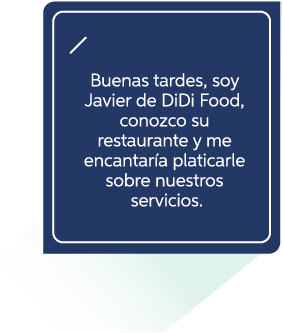 Buenas tardes, soy
Javier de DiDi Food,
conozco su
restaurante y me
encantaría platicarle
sobre nuestros
servicios.